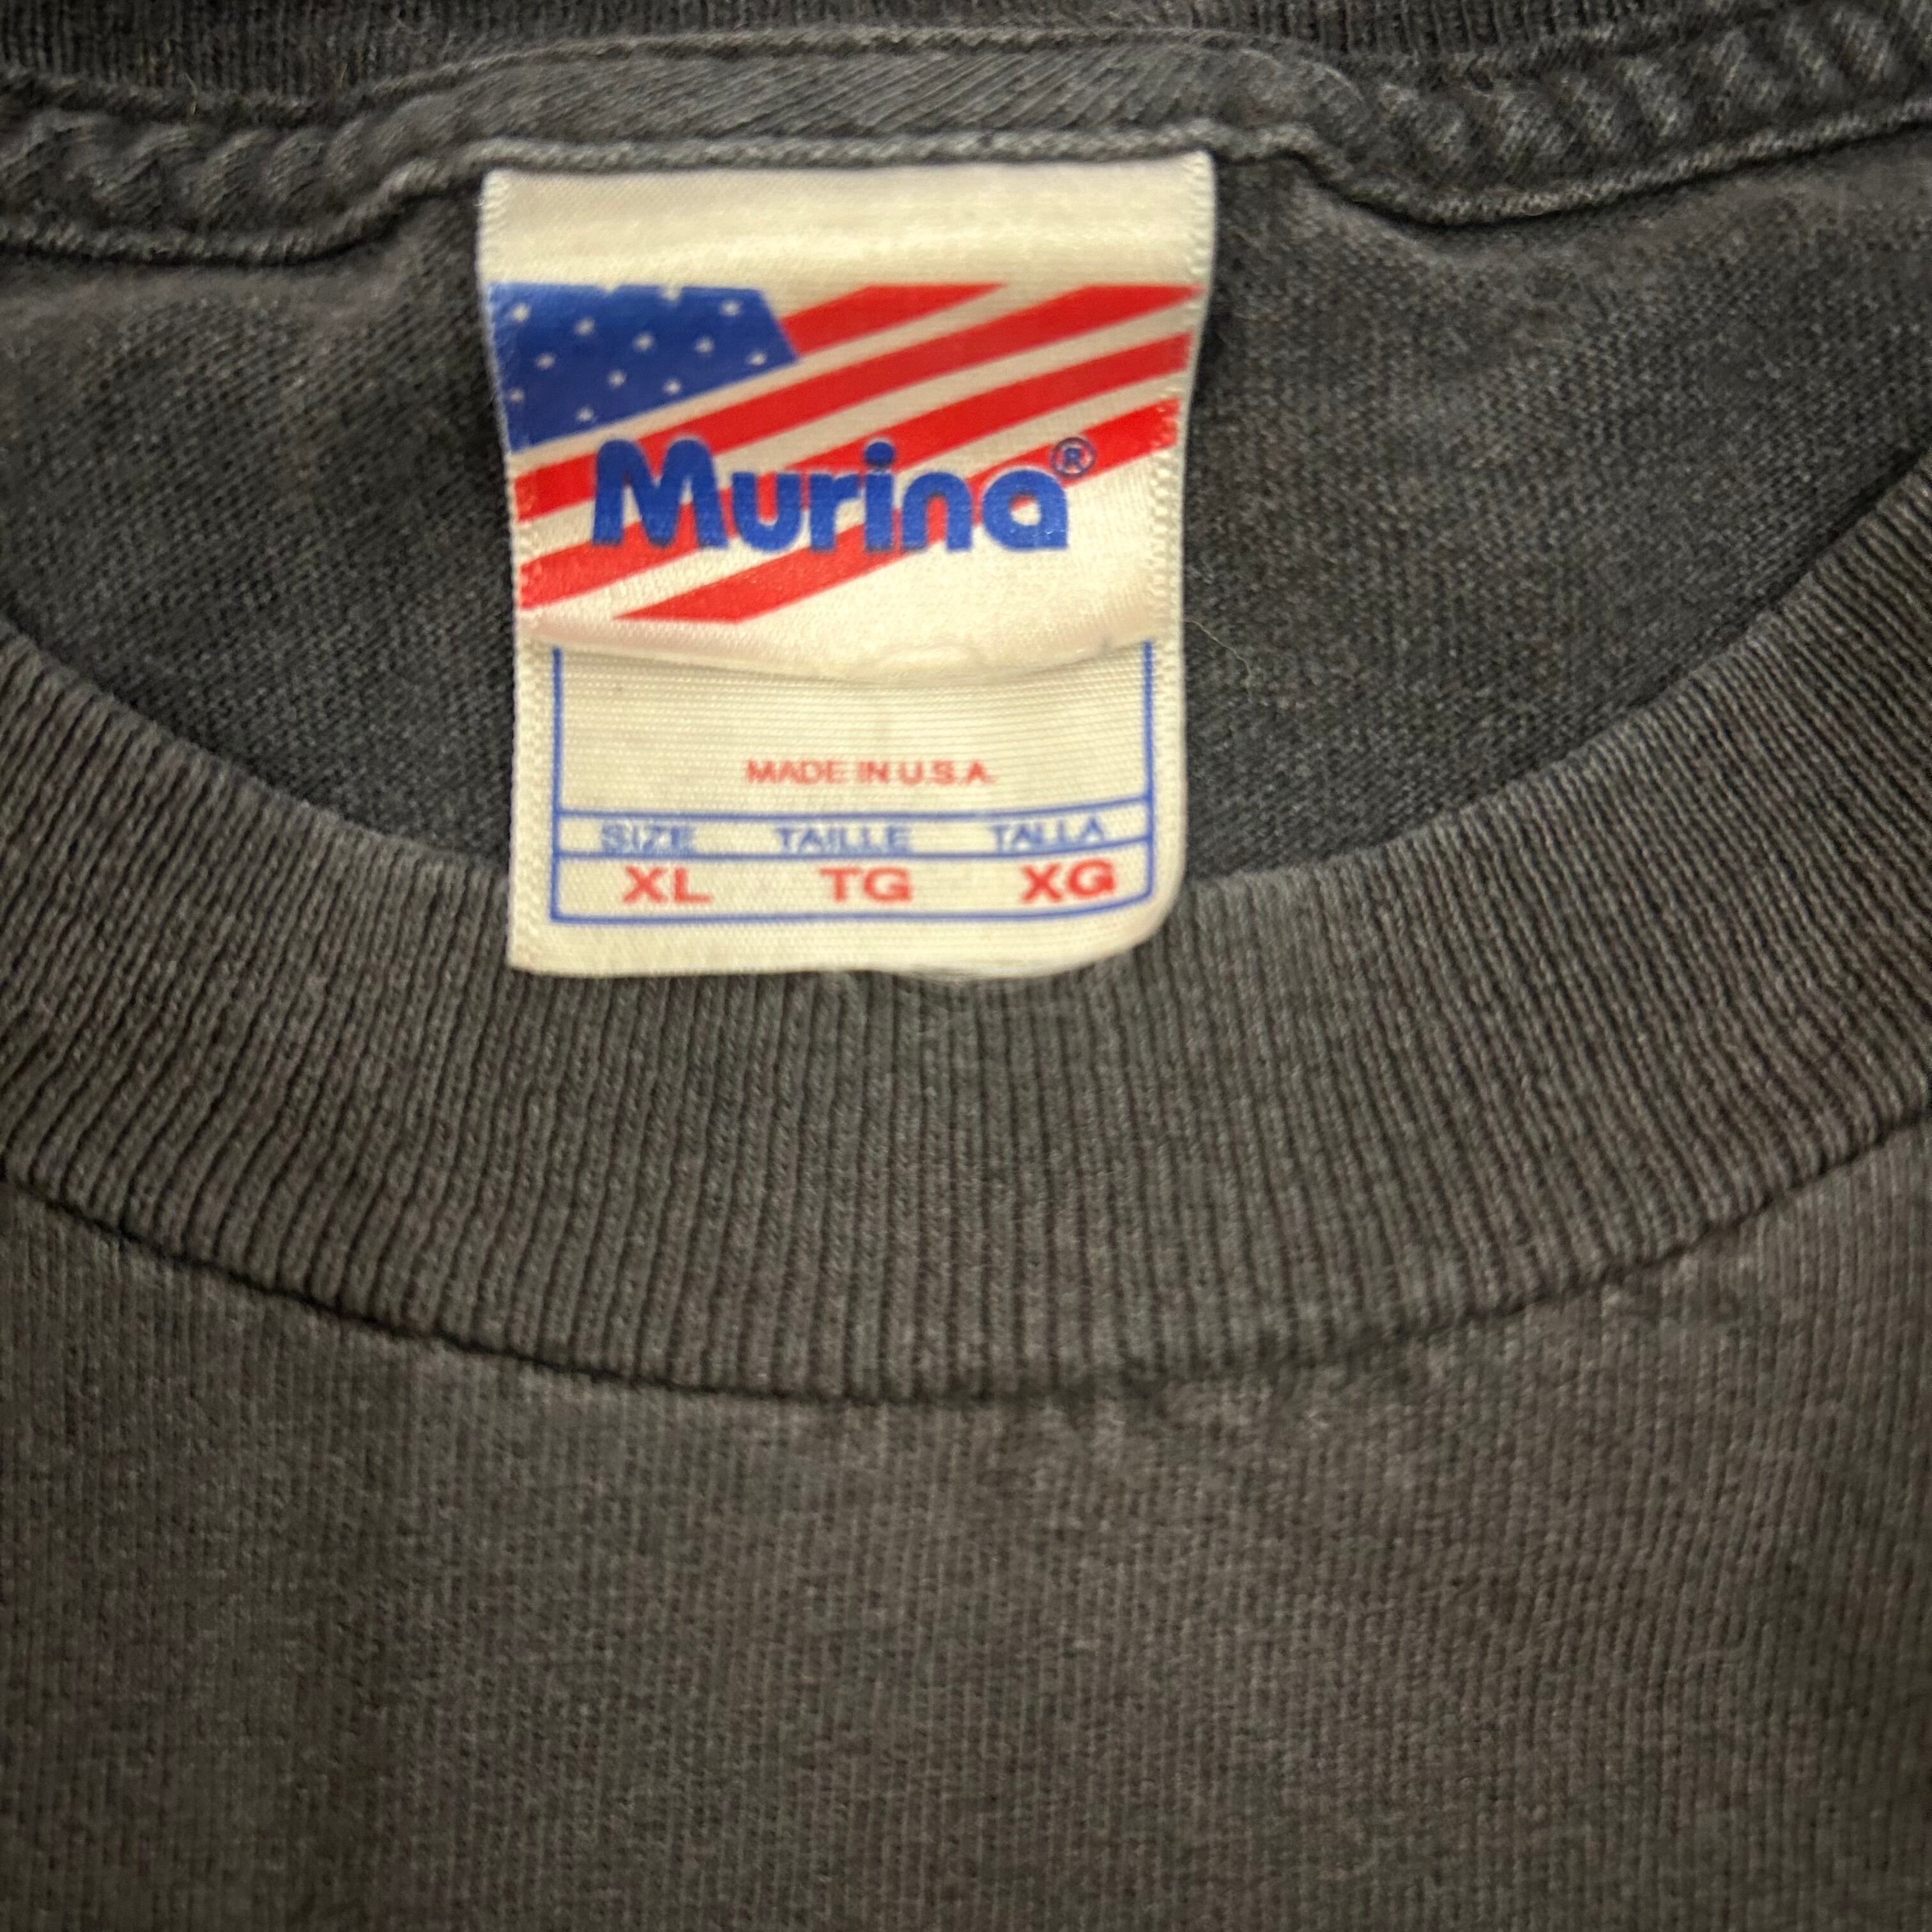 Murina®
MADE IN U.S.A.
SIZE TAILLE TALLA
XL TG XG